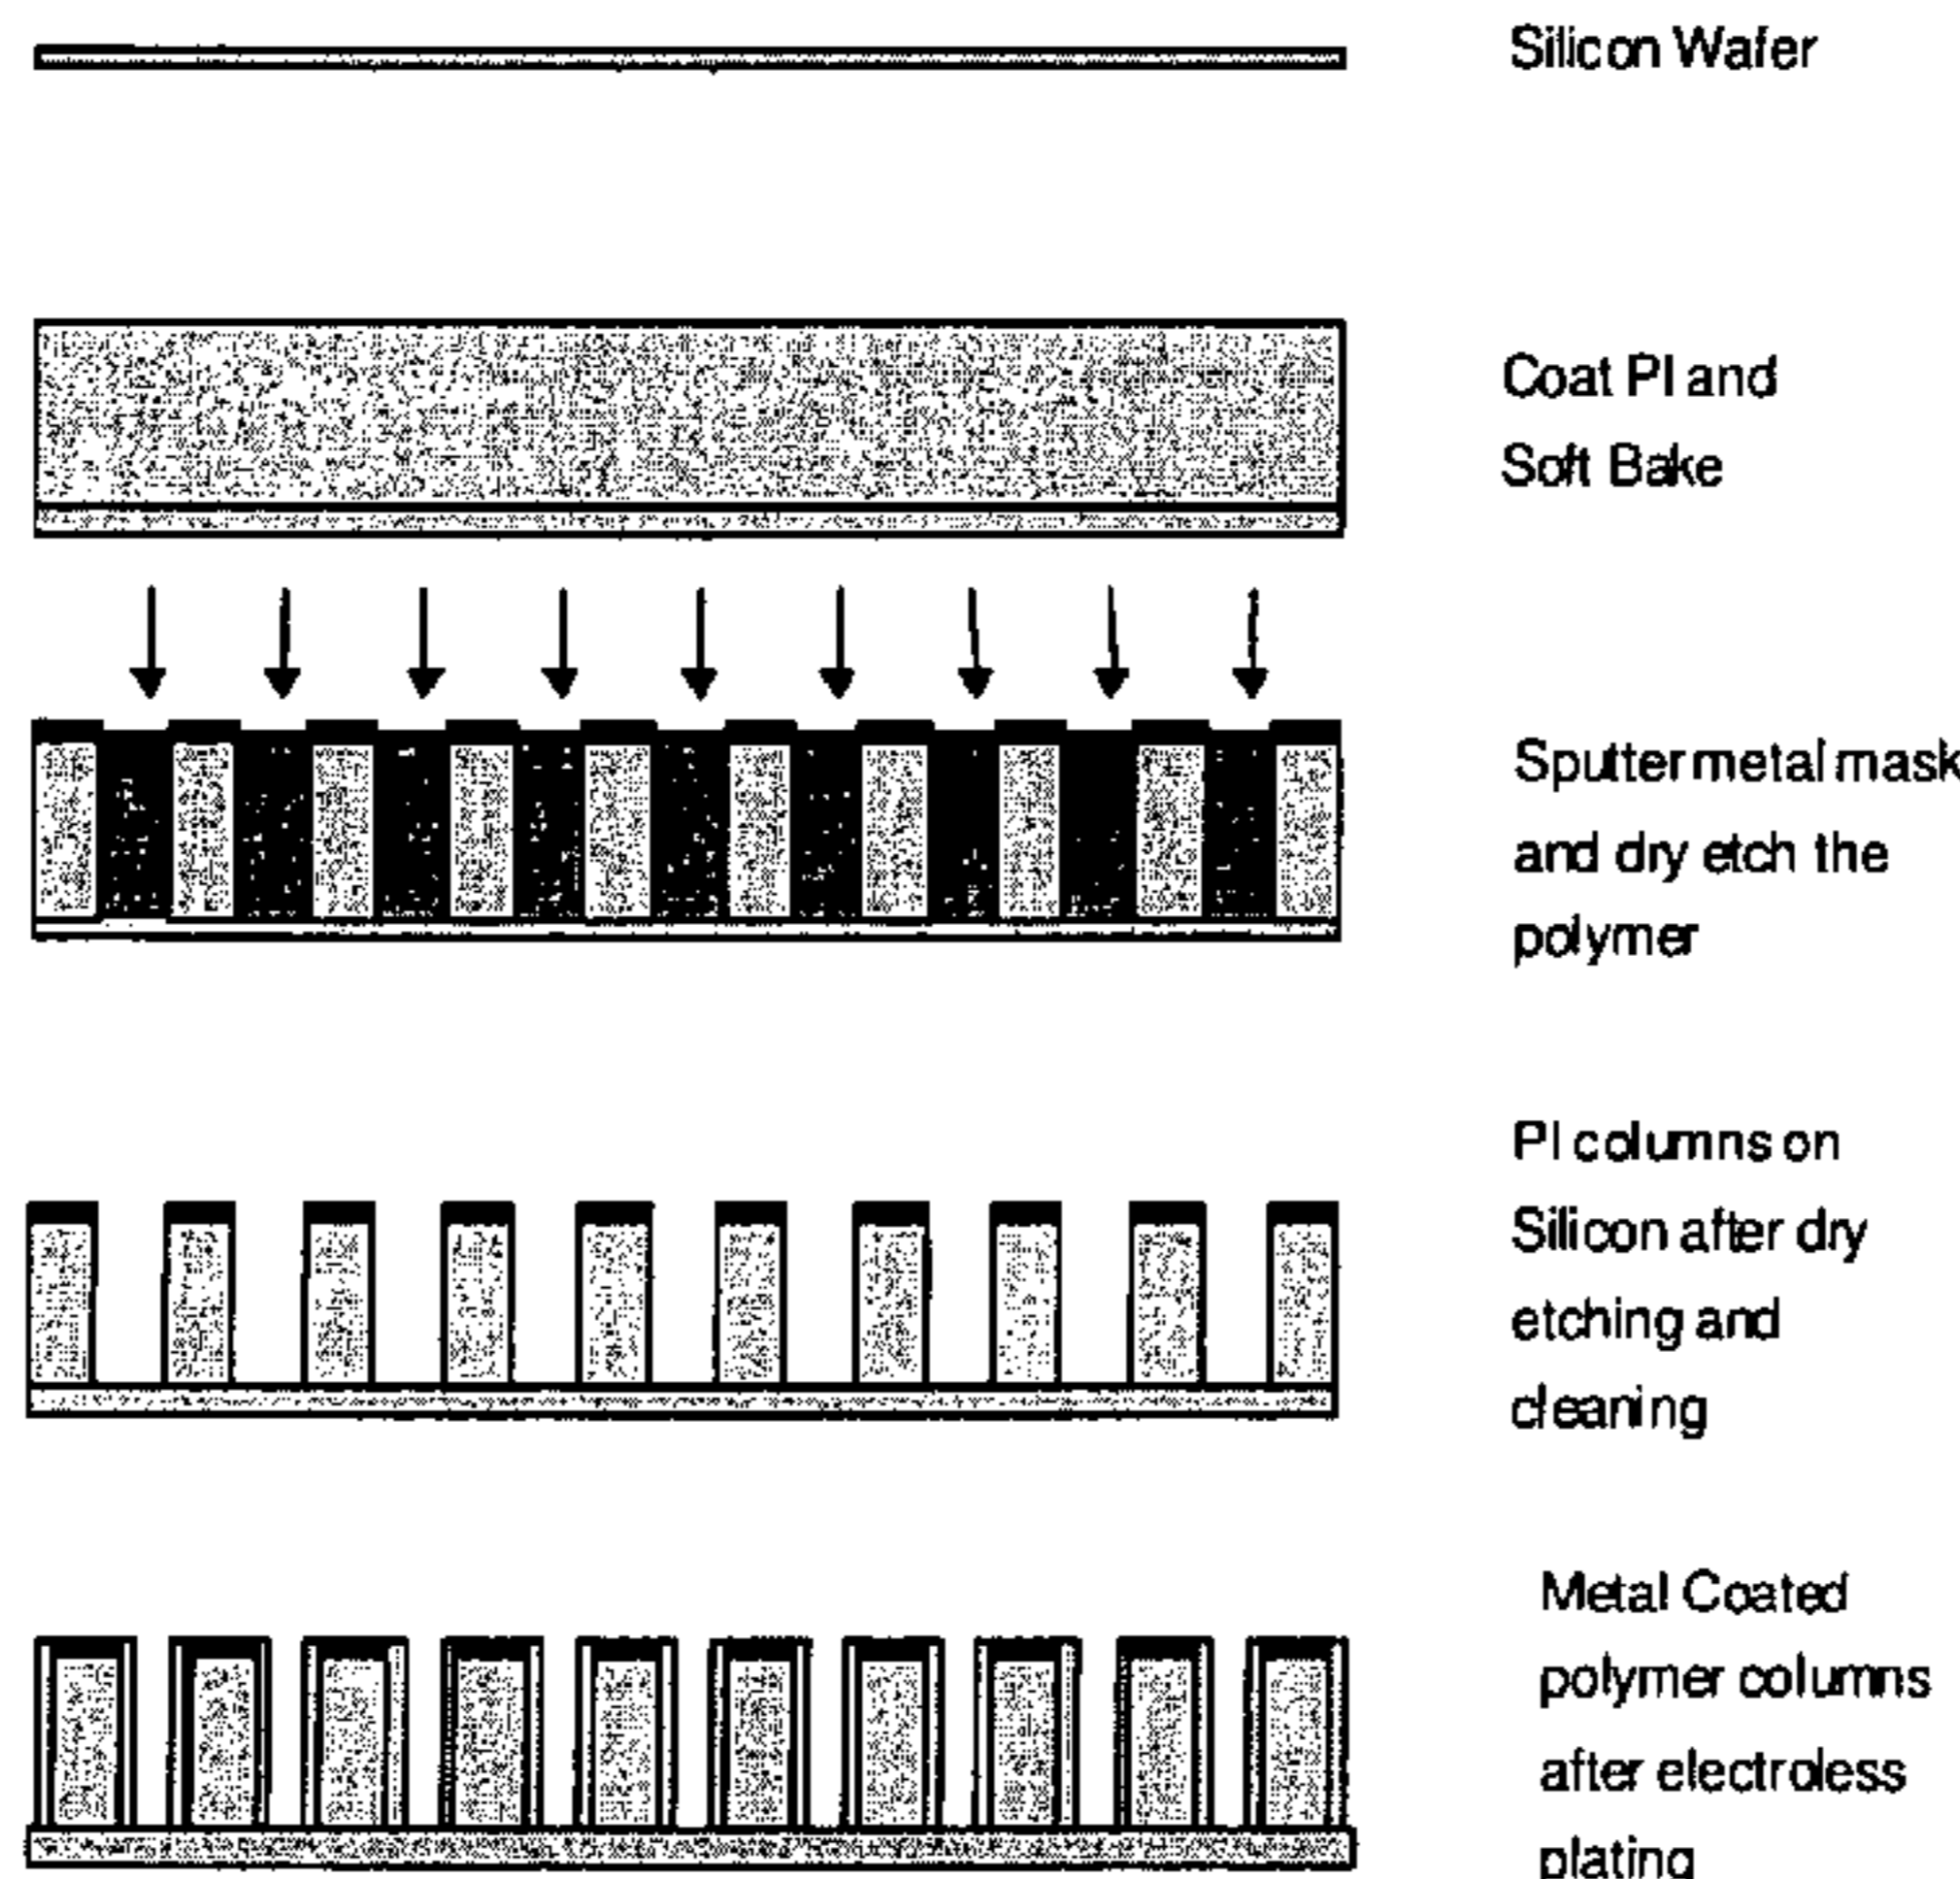 Silicon Wafer
Coat PI and
Soft Bake
Sputter metal mask
and dry etch the
polymer
PI columns on
Silicon after dry
etching and
cleaning
Metal Coated
polymer columns
after electroless
plating